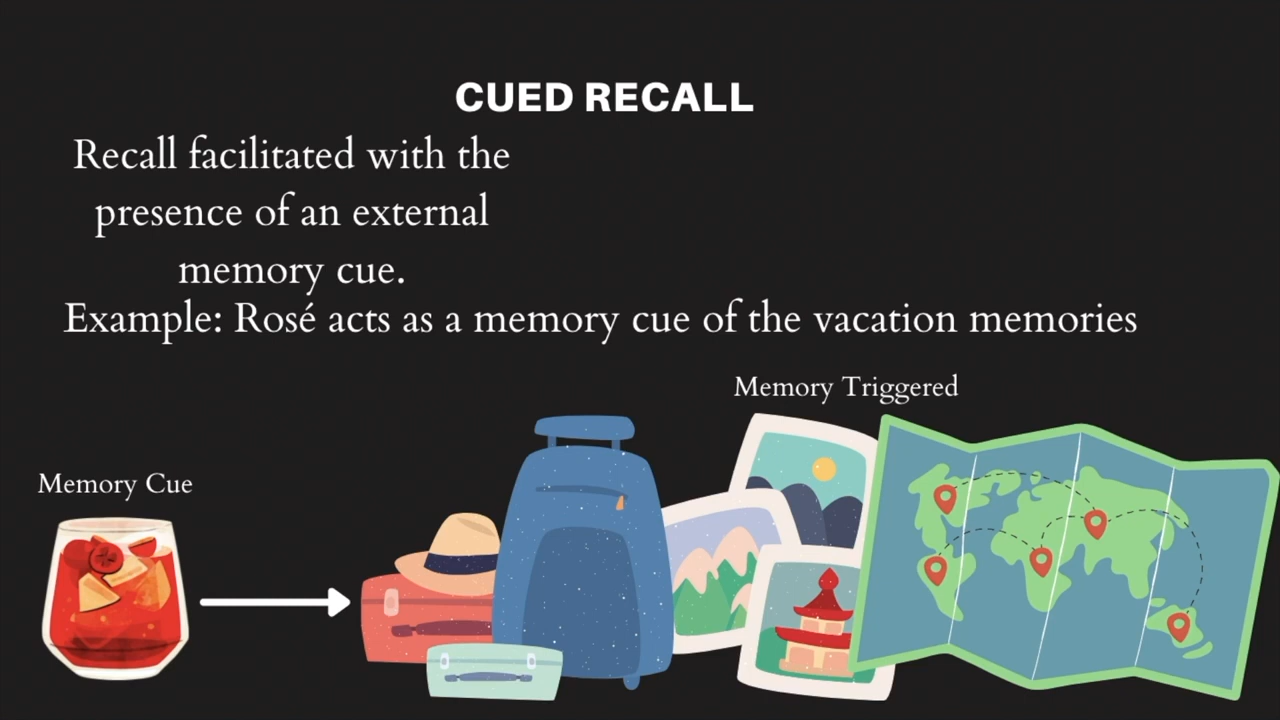 CUED RECALL
Recall facilitated with the
presence of an external
memory cue.
Example: Rosé acts as a memory cue of the vacation memories
Memory Triggered
Memory Cue